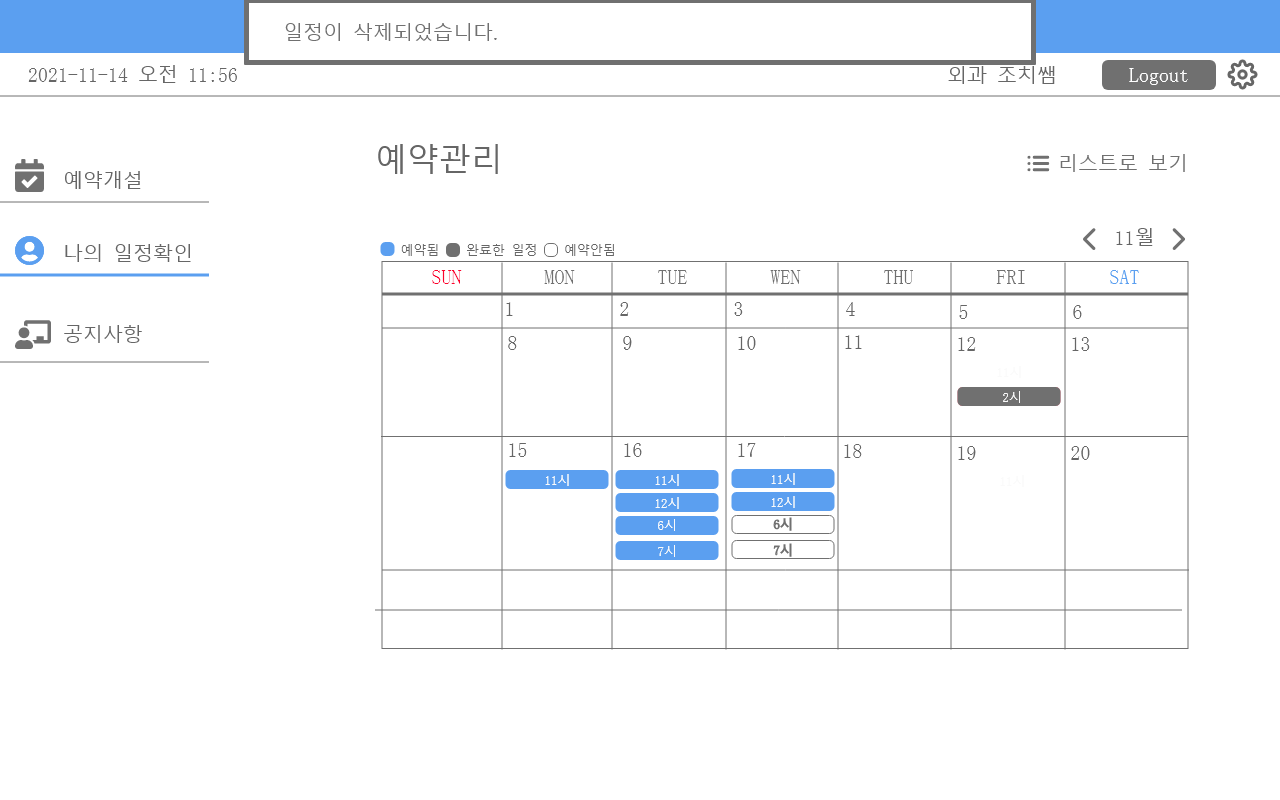 일정이 삭제되었습니다.
2021-11-14 오전 11:56
외과 조치쌤
Logout
예약관리
리스트로 보기
예약개설
나의 일정확인
공지사항
11월
예약됨 완료한 일정 예약안됨
SUN MON TUE WEN THU FRI SAT
1 2 3 4 5 6
8 9 10 11 12 13
2시
15 16 17 18 19 20
11시 11시 11시
12시 12시
6시 6시
7시 7시